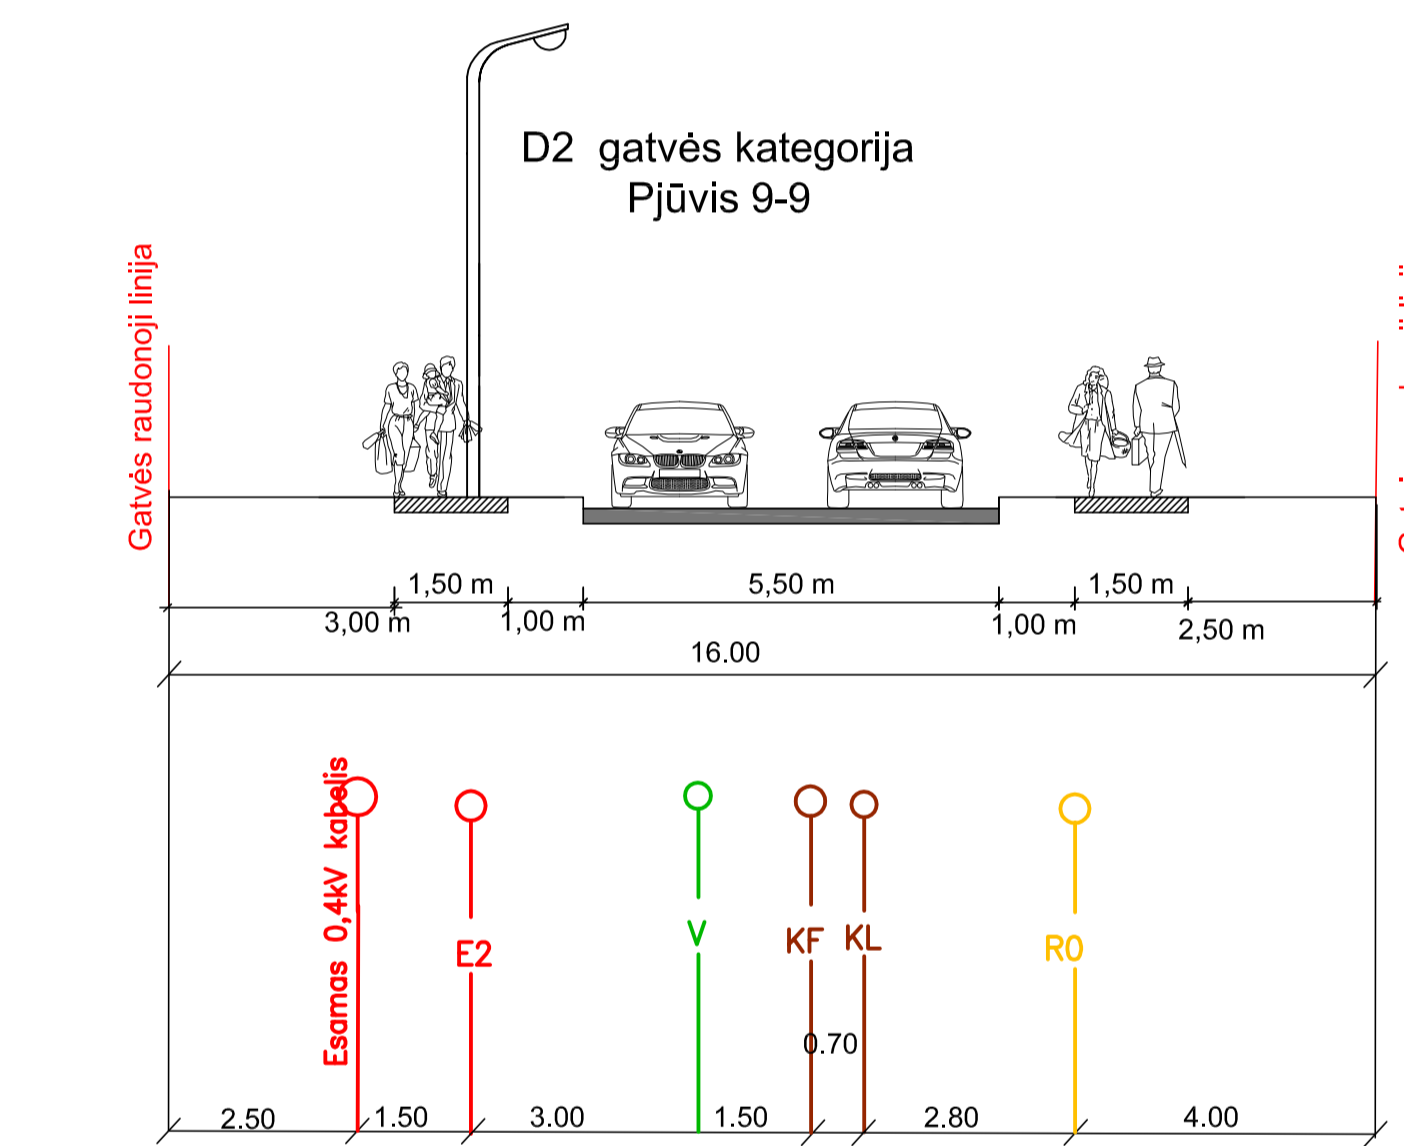 D2 gatvės kategorija
Pjūvis 9-9
Gatvės raudonoji linija
1,50 m
5,50 m
1,50 m
3,00 m
1,00 m
1,00 m
2,50 m
16.00
Esamas 0,4kV kabelis
E2
V
KF
KL
R0
0.70
2.50
1.50
3.00
1.50
2.80
4.00